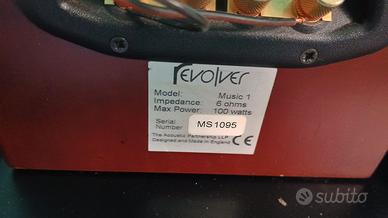 REVOLVER
Model: Music 1
Impedance: 6 ohms
Max Power: 100 watts
Serial Number MS1095
The Acoustic Partnership LLP
Designed and Made in England CE
subito